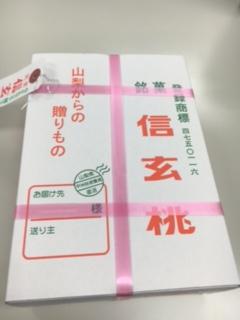 銘菓
登録商標
四七五〇二一六
信玄桃
山梨からの
贈りもの
お届け先
様
送り主